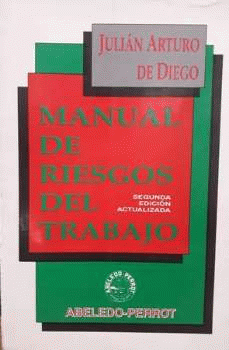 JULIÁN ARTURO
DE DIEGO
MANUAL
DE
RIESGOS
DEL
TRABAJO
SEGUNDA
EDICIÓN
ACTUALIZADA
ABELEDO-PERROT
ABELEDO-PERROT